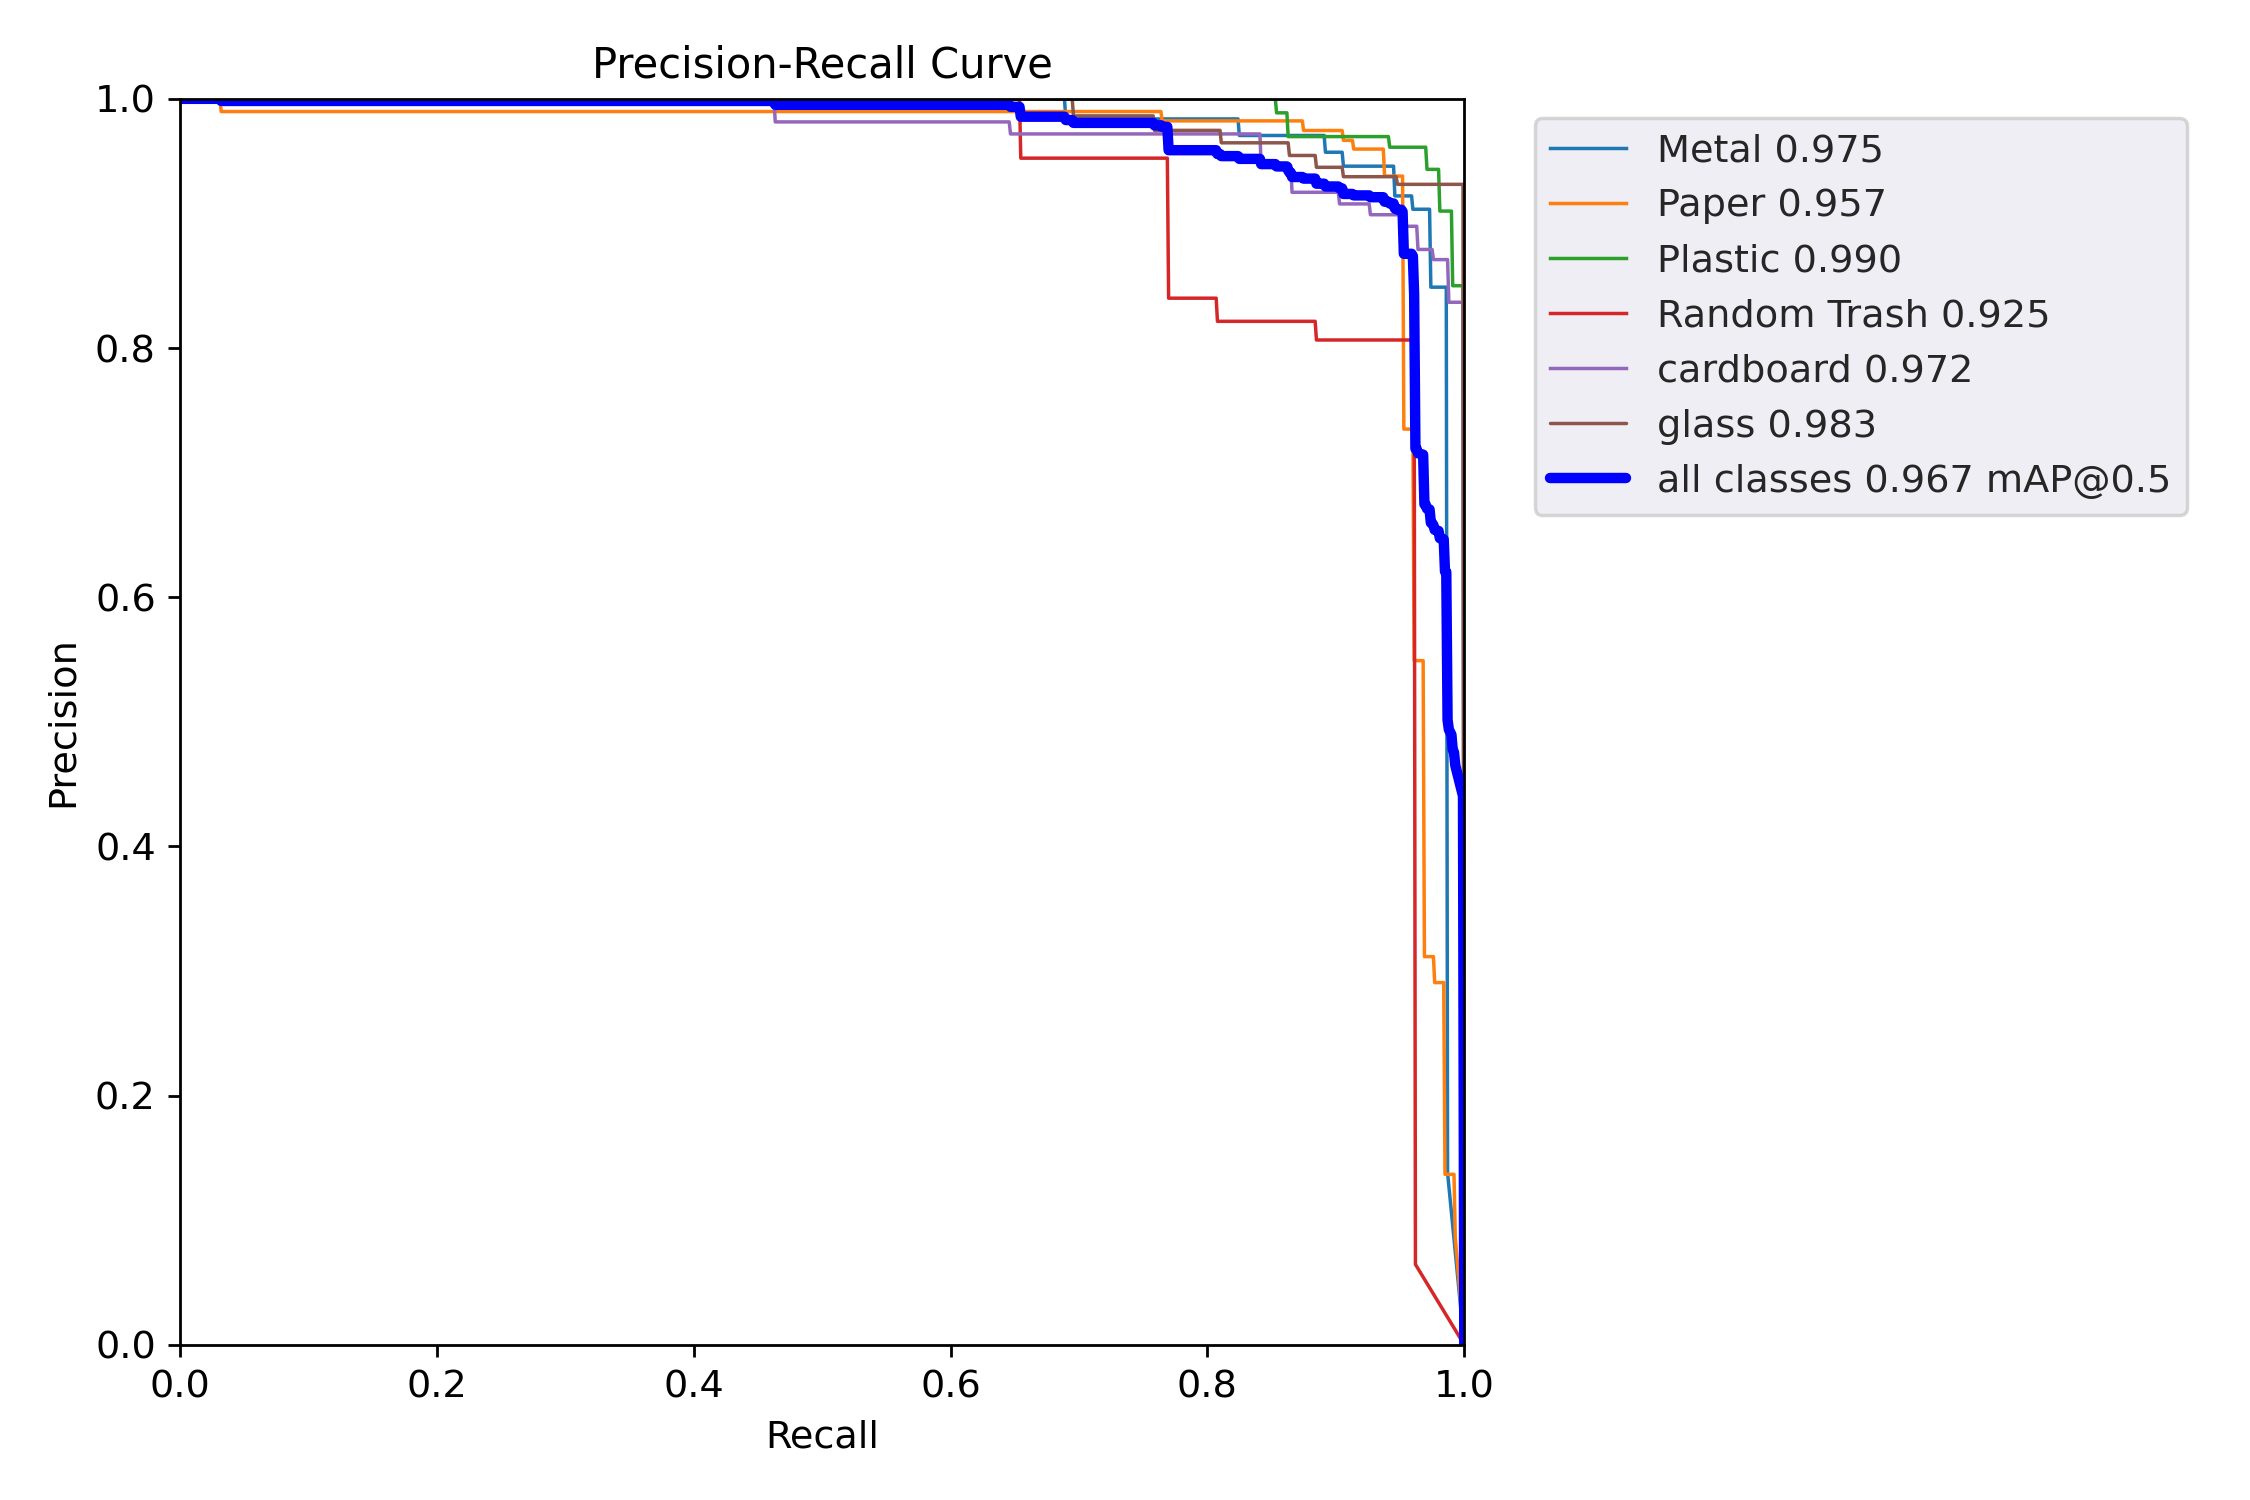 Precision-Recall Curve
1.0
0.8
0.6
0.4
0.2
0.0
Precision
0.0 0.2 0.4 0.6 0.8 1.0
Recall
Metal 0.975
Paper 0.957
Plastic 0.990
Random Trash 0.925
cardboard 0.972
glass 0.983
all classes 0.967 mAP@0.5